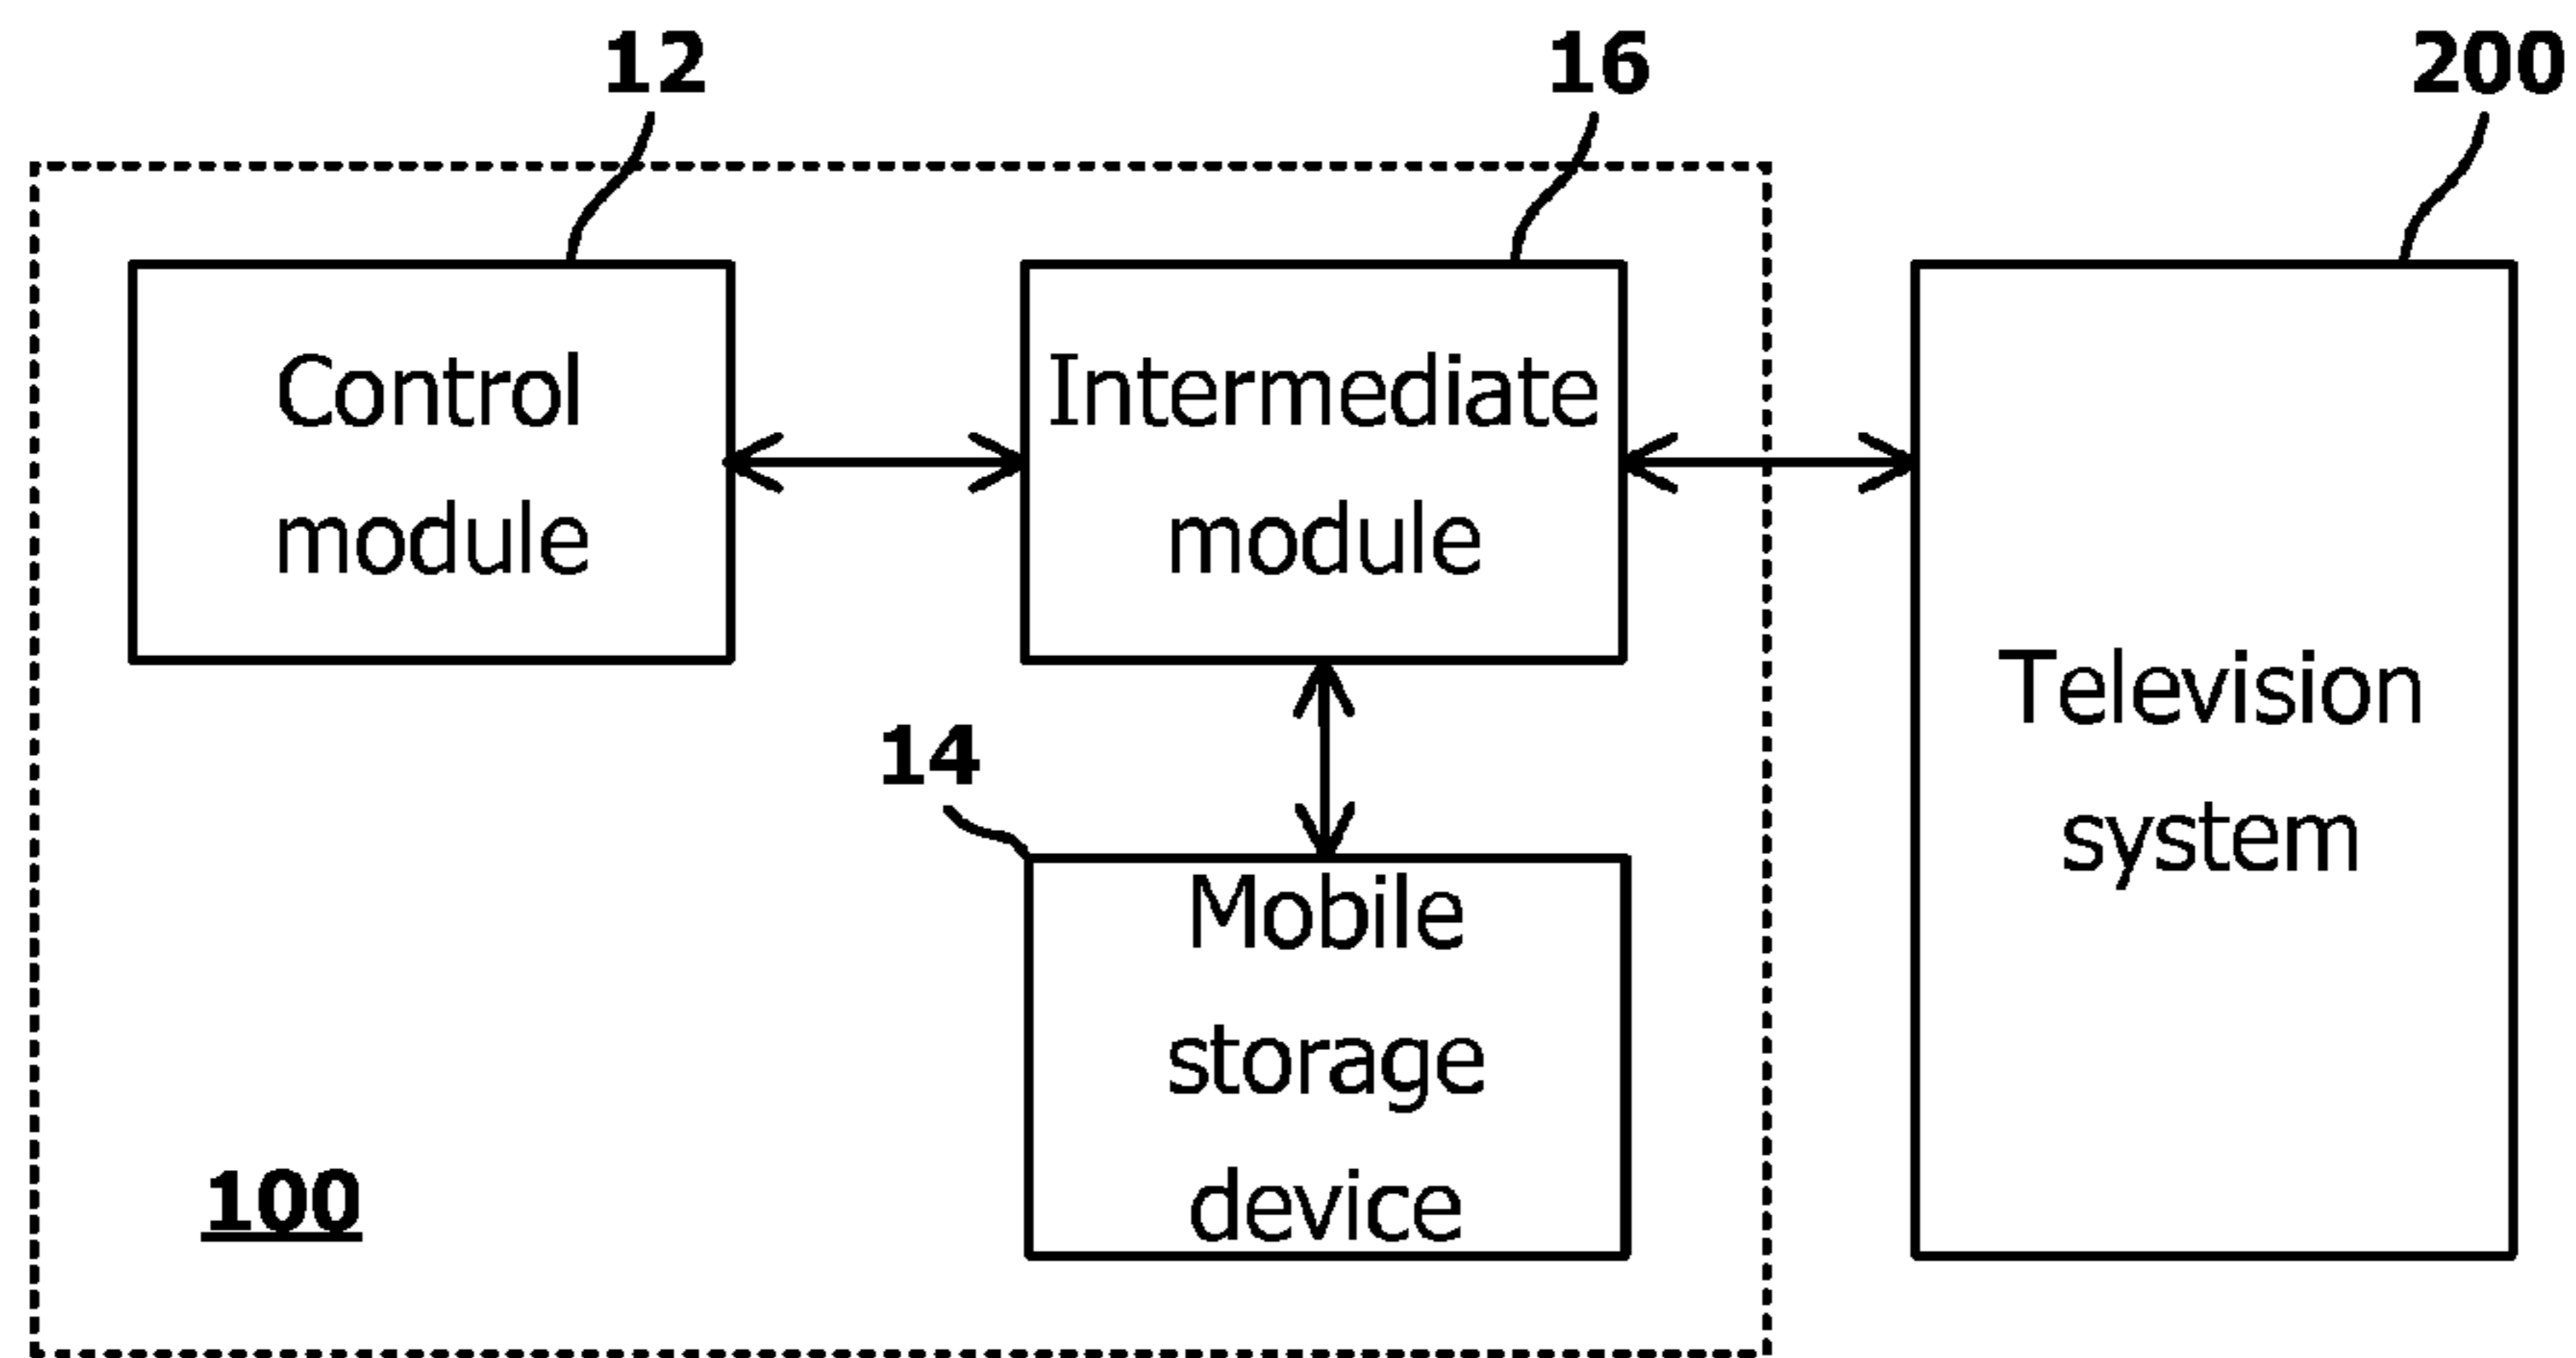 12
16
200
Control
module
Intermediate
module
Television
system
14
Mobile
storage
device
100